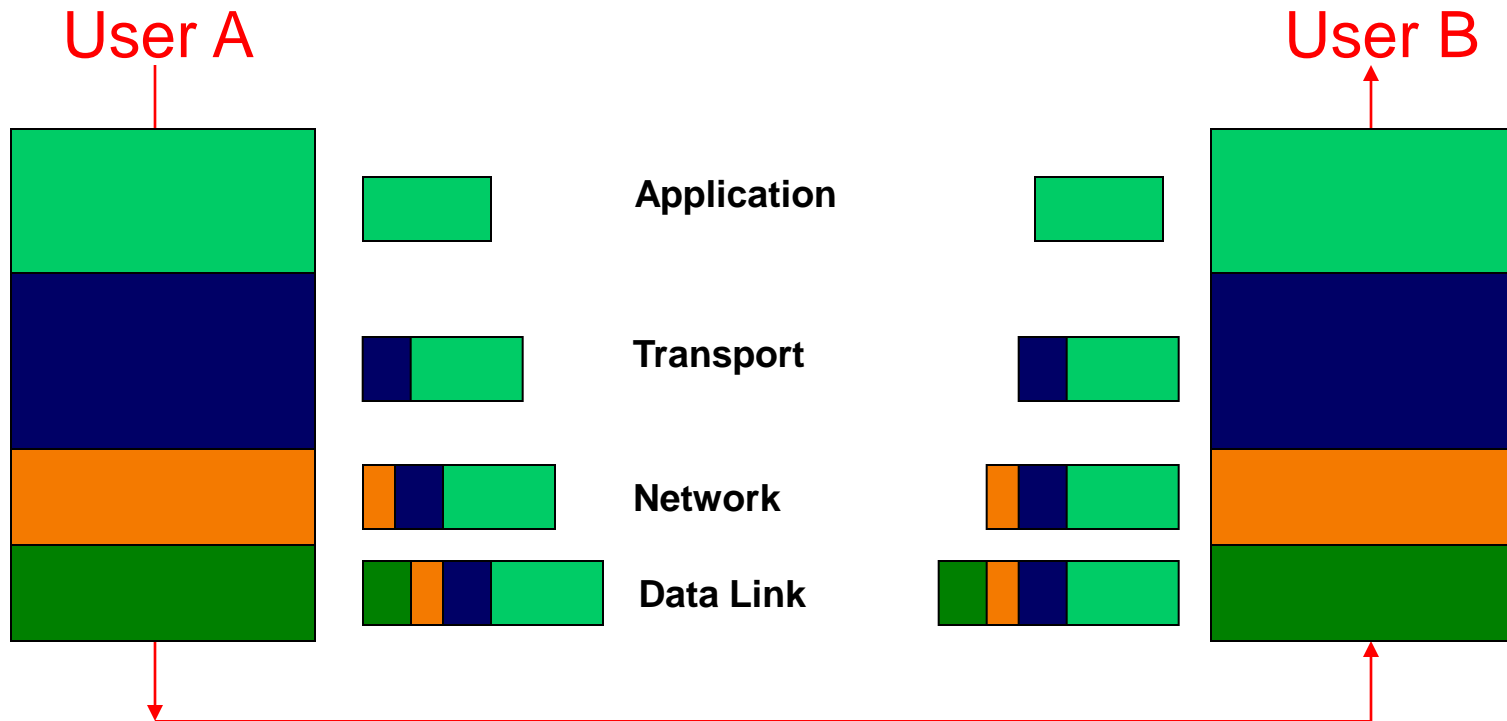 User A
User B
Application
Transport
Network
Data Link